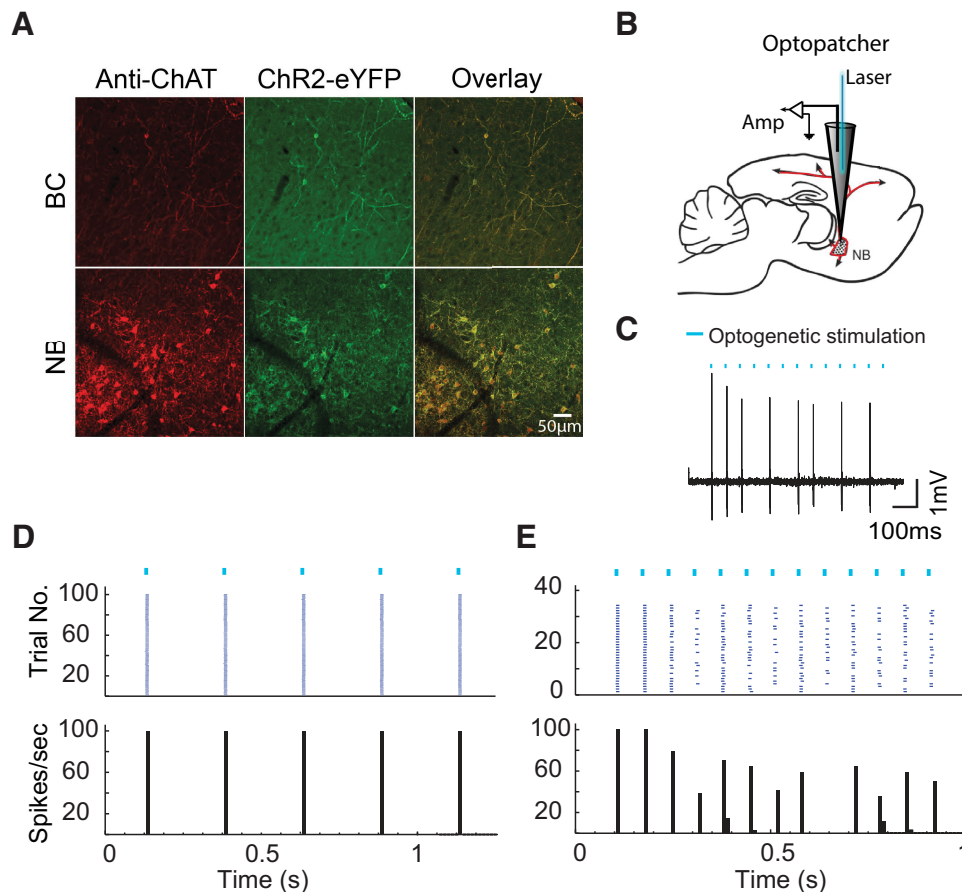 A
Anti-ChAT
ChR2-eYFP
Overlay
BC
NB
50µm
B
Optopatcher
Laser
Amp
NB
C
Optogenetic stimulation
1mV
100ms
D
Trial No.
100
60
20
Spikes/sec
100
60
20
0
0.5
1
Time (s)
E
40
20
0
100
60
20
0
0.5
1
Time (s)